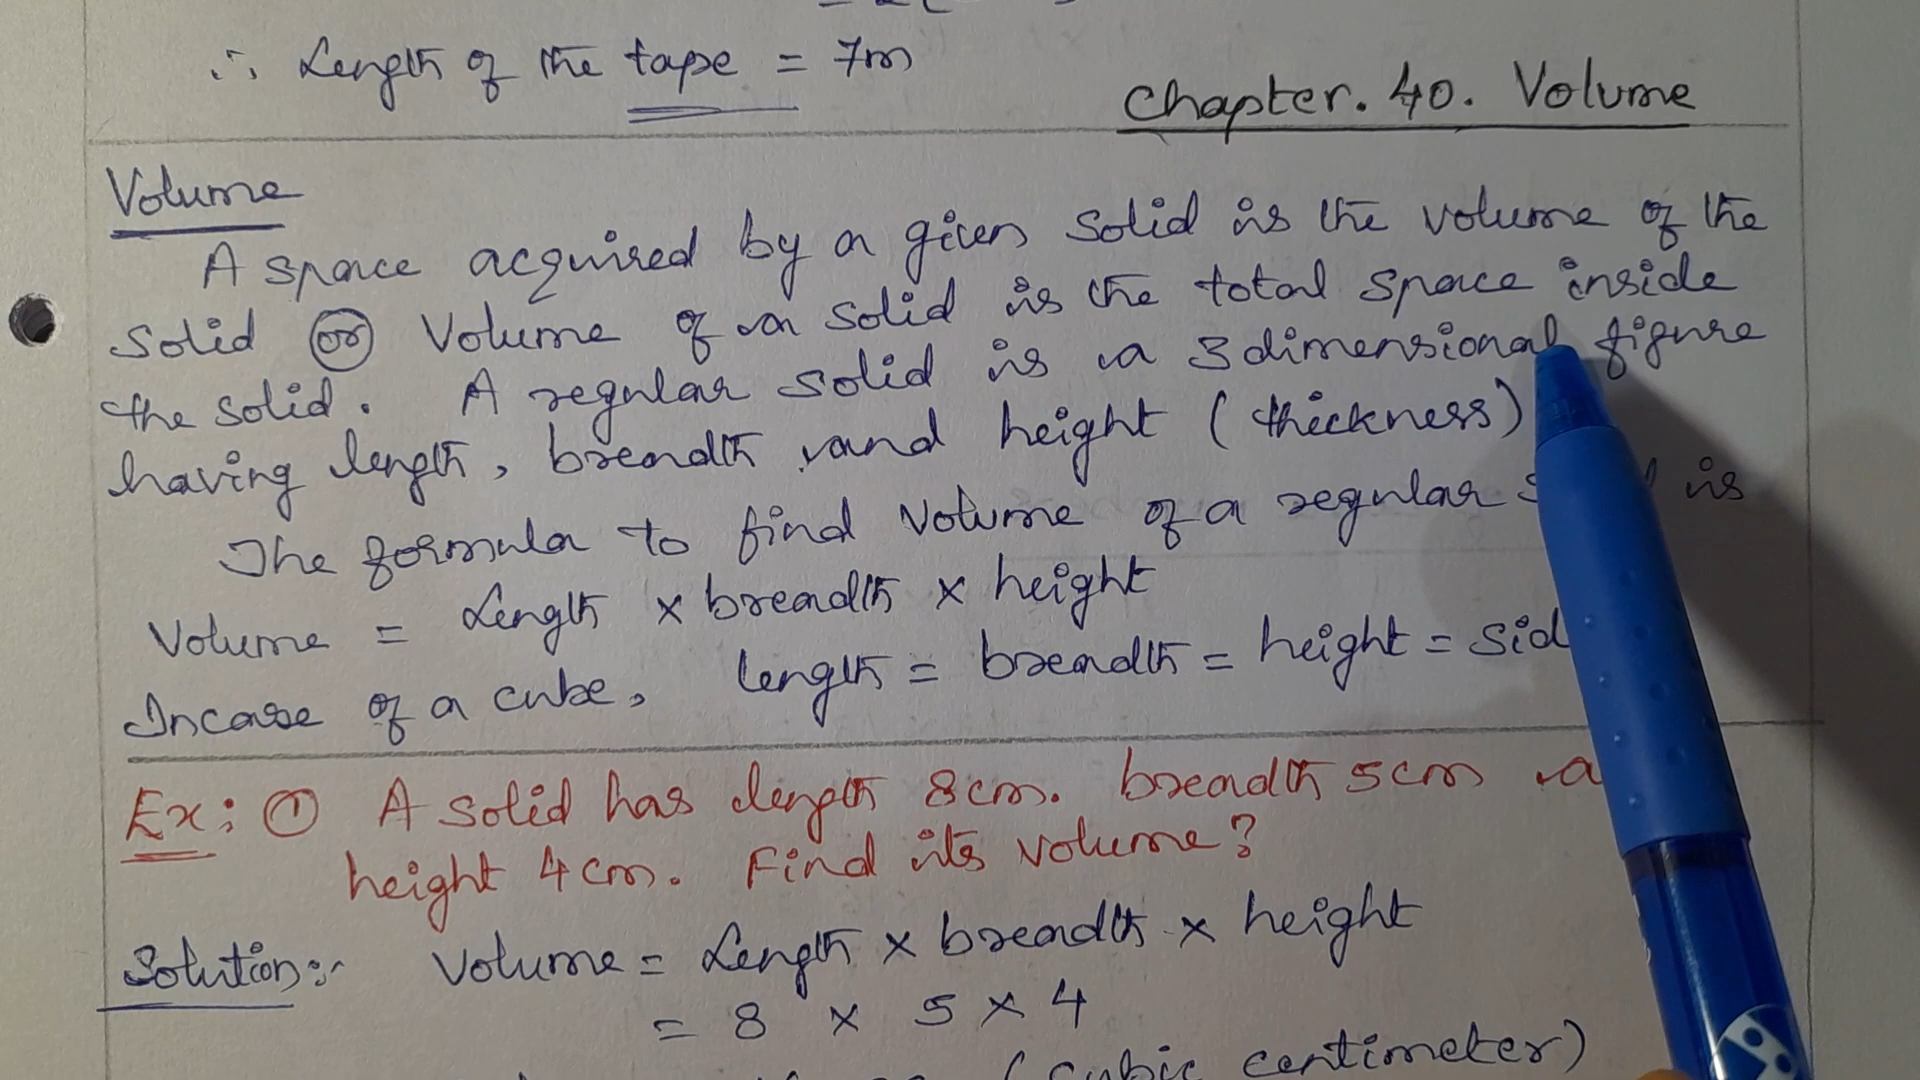 ∴ Length of the tape = 7m
Chapter. 40. Volume
Volume
A space acquired by a given solid is the volume of the
solid (or) Volume of a solid is the total space inside
the solid. A regular solid is a 3 dimensional figure
having length, breadth and height (thickness)
The formula to find volume of a regular is
Volume = Length × breadth × height
Incase of a cube, length = breadth = height = sid
Ex: ① A solid has length 8cm. breadth 5cm a
height 4cm. Find its volume?
Solution:- Volume = Length × breadth × height
= 8 × 5 × 4
(cubic centimeter)